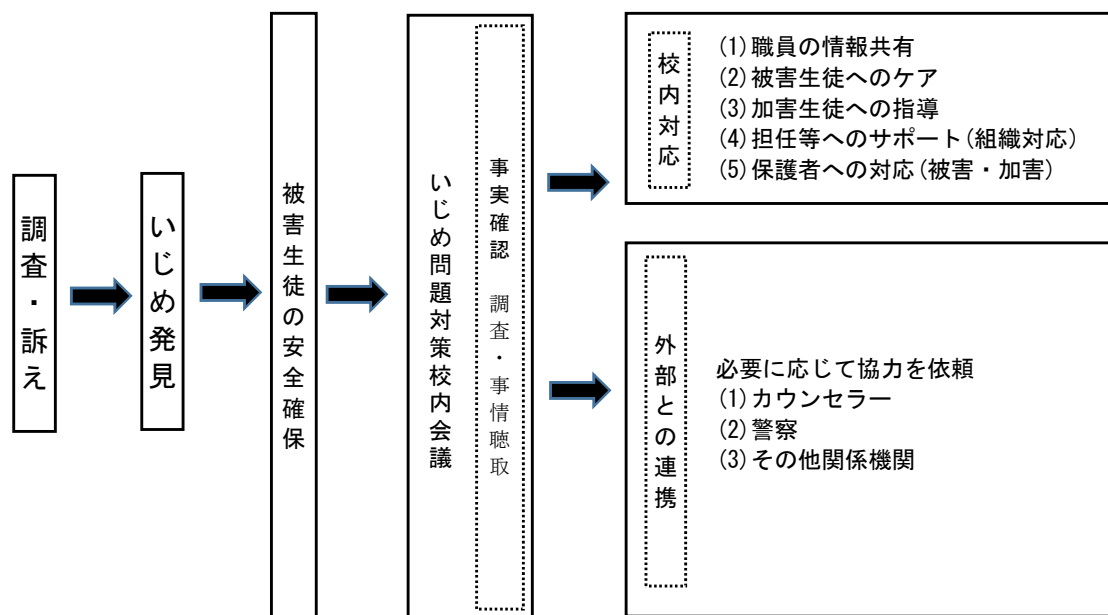 調査・訴え
いじめ発見
被害生徒の安全確保
いじめ問題対策校内会議
事実確認 調査・事情聴取
校内対応
(1)職員の情報共有
(2)被害生徒へのケア
(3)加害生徒への指導
(4)担任等へのサポート(組織対応)
(5)保護者への対応(被害・加害)
外部との連携
必要に応じて協力を依頼
(1)カウンセラー
(2)警察
(3)その他関係機関